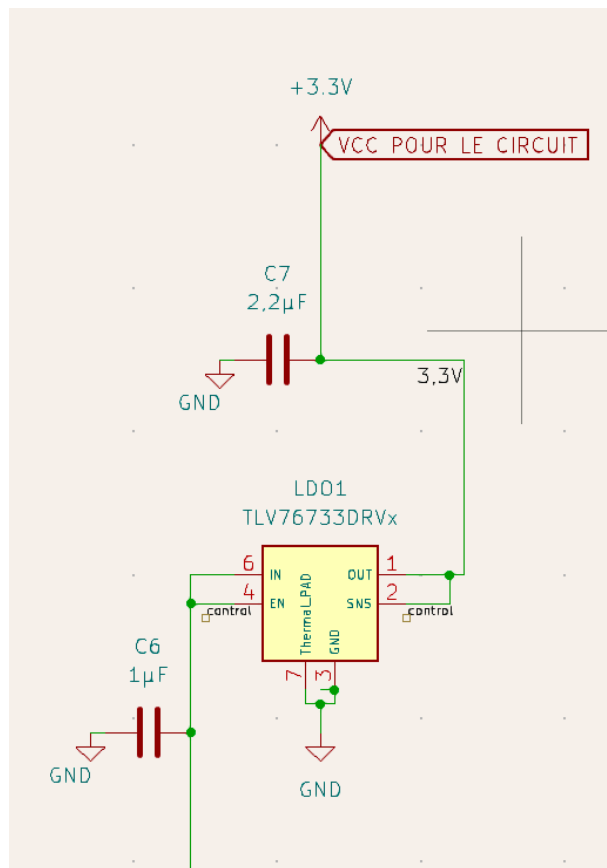 +3.3V
VCC POUR LE CIRCUIT
C7
2,2µF
GND
3,3V
LDO1
TLV76733DRVx
6 IN OUT 1
4 EN SNS 2
control control
Thermal_PAD GND
7 3
C6
1µF
GND
GND